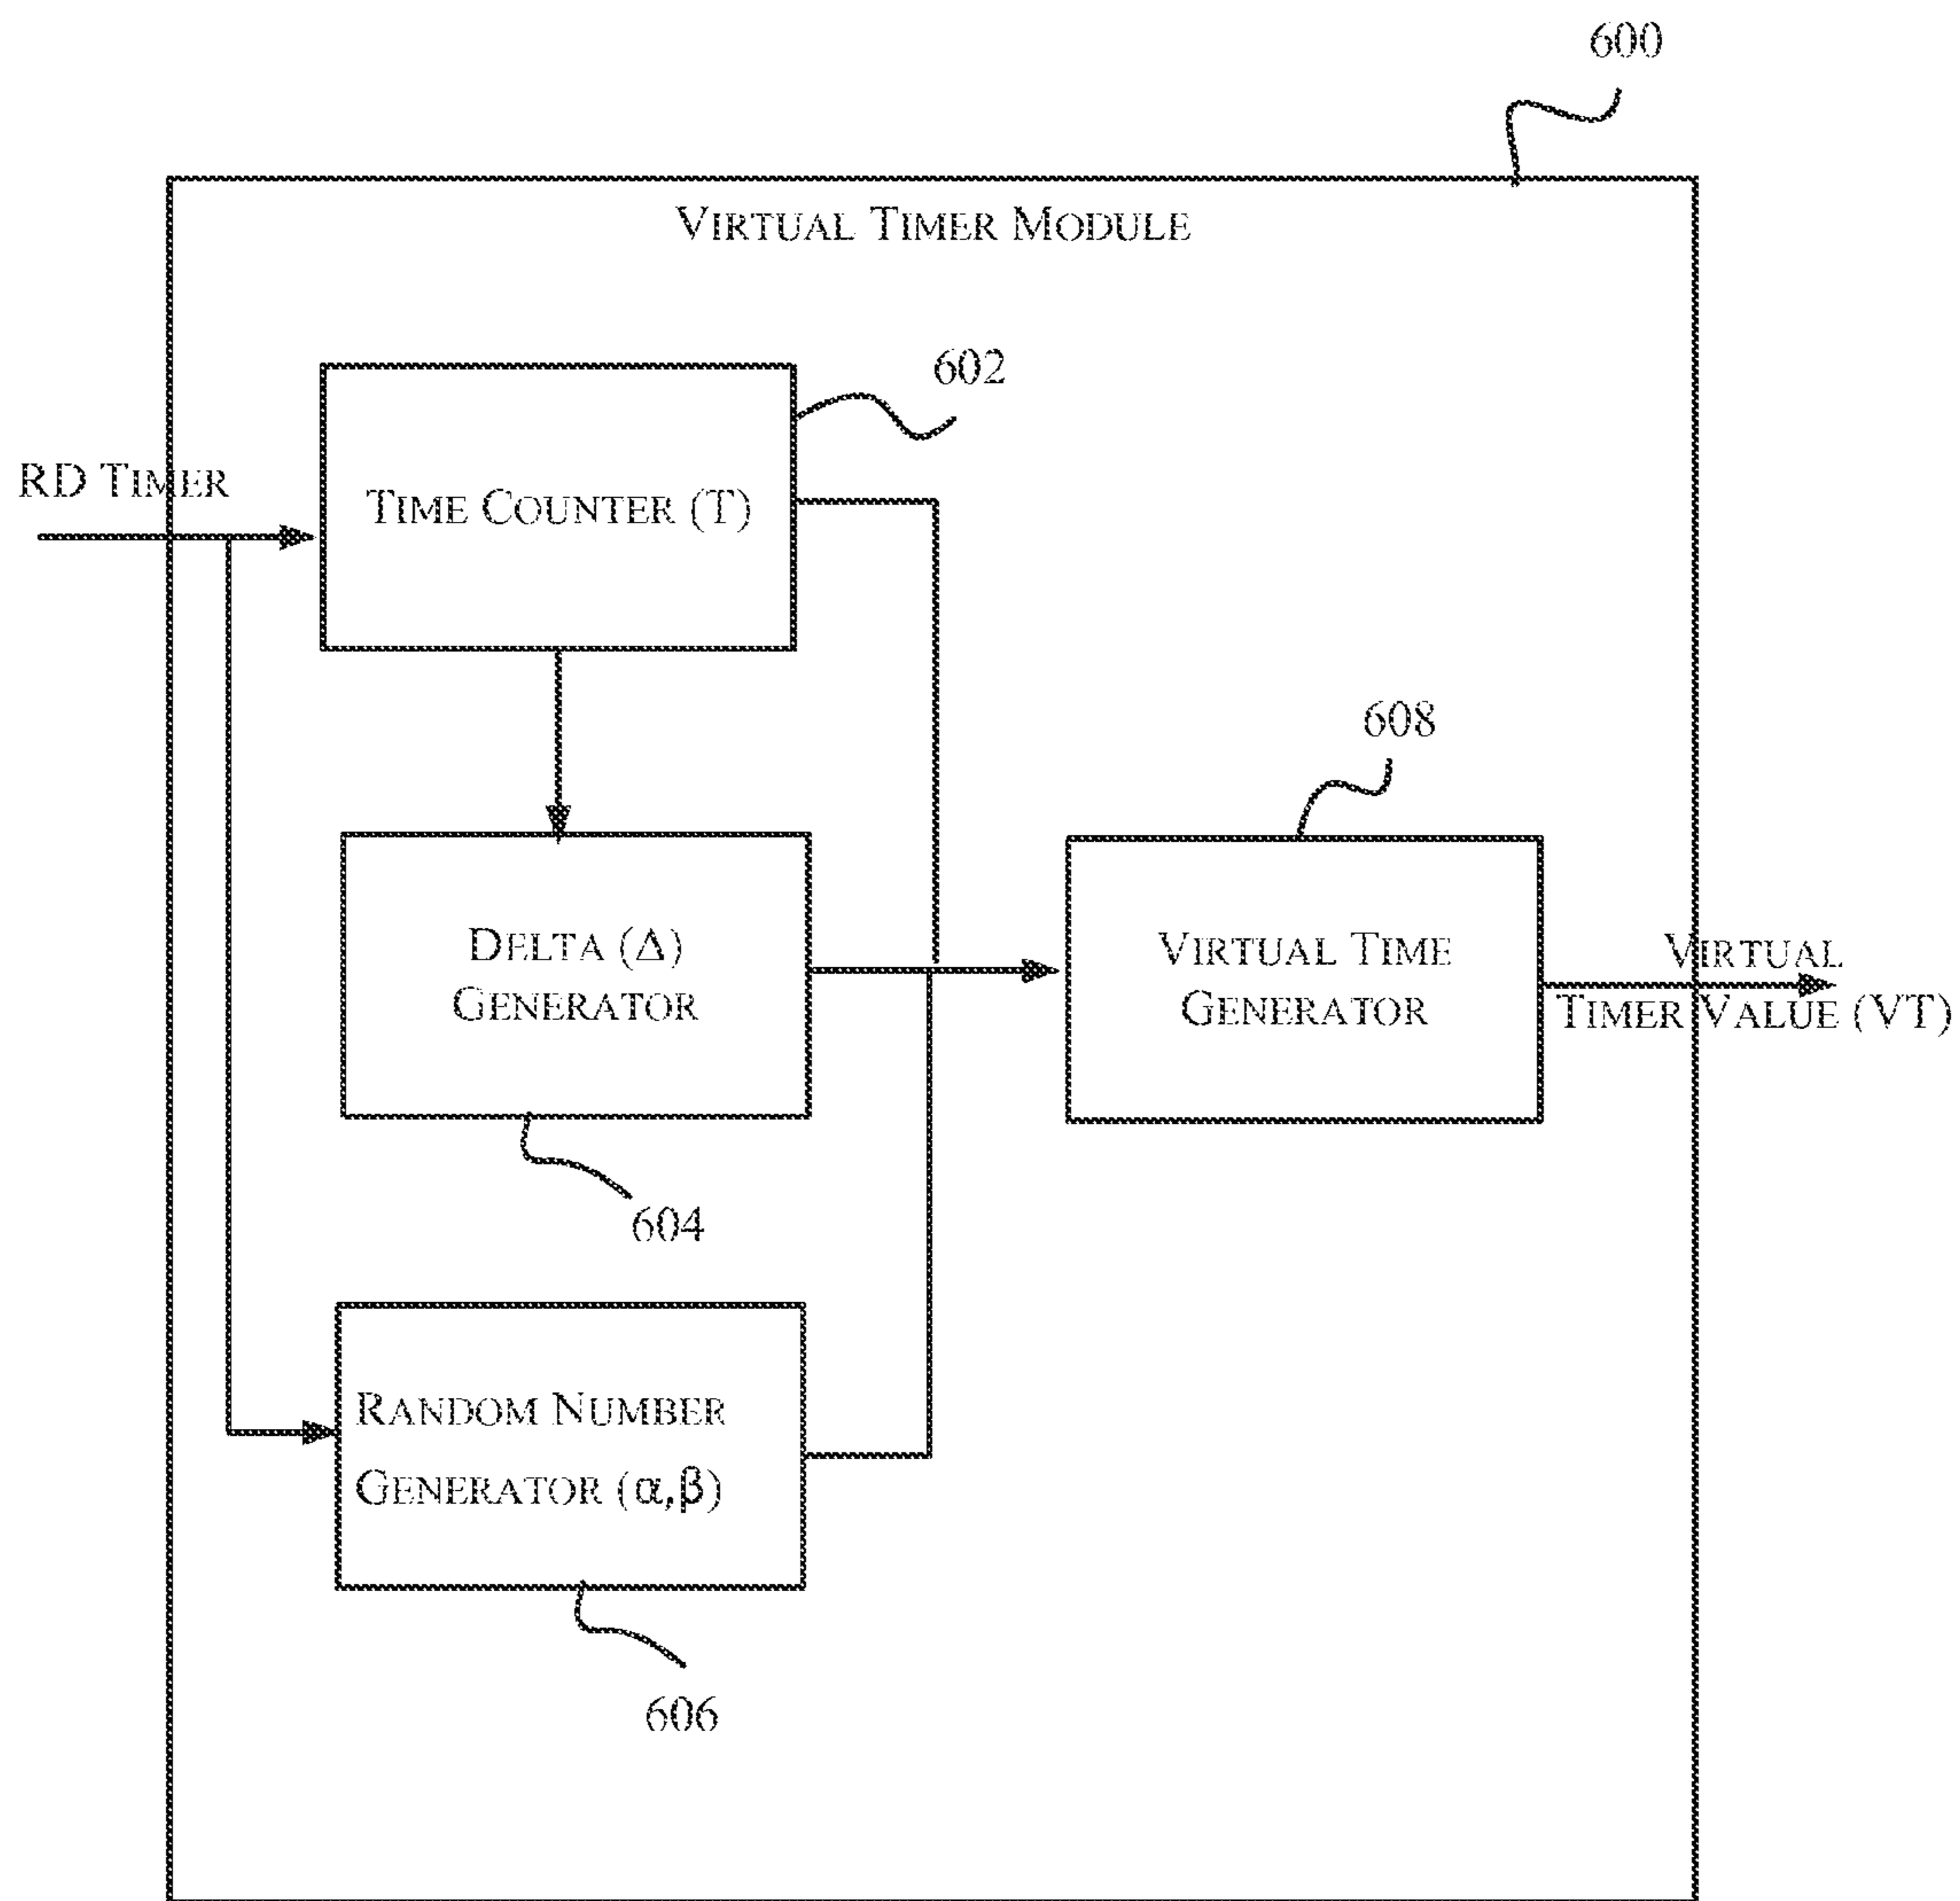 600
VIRTUAL TIMER MODULE
602
RD TIMER
TIME COUNTER (T)
608
DELTA (Δ)
GENERATOR
VIRTUAL TIME
GENERATOR
VIRTUAL
TIMER VALUE (VT)
604
RANDOM NUMBER
GENERATOR (α,β)
606